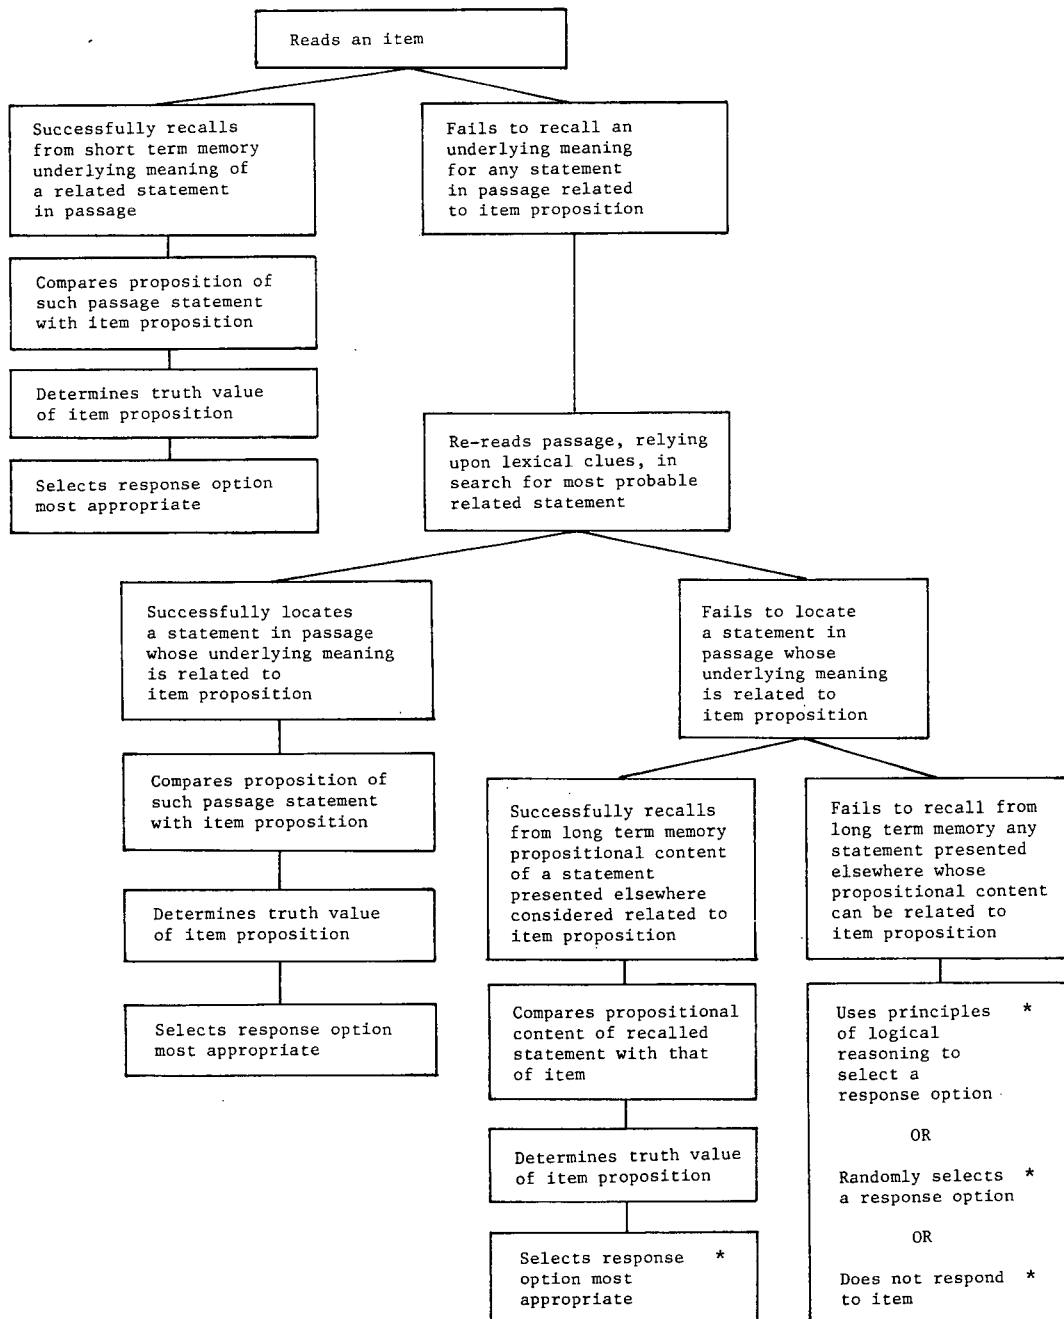 Reads an item
Successfully recalls
from short term memory
underlying meaning of
a related statement
in passage
Fails to recall an
underlying meaning
for any statement
in passage related
to item proposition
Compares proposition of
such passage statement
with item proposition
Determines truth value
of item proposition
Selects response option
most appropriate
Re-reads passage, relying
upon lexical clues, in
search for most probable
related statement
Successfully locates
a statement in passage
whose underlying meaning
is related to
item proposition
Fails to locate
a statement in
passage whose
underlying meaning
is related to
item proposition
Compares proposition of
such passage statement
with item proposition
Determines truth value
of item proposition
Selects response option
most appropriate
Successfully recalls
from long term memory
propositional content
of a statement
presented elsewhere
considered related to
item proposition
Fails to recall from
long term memory any
statement presented
elsewhere whose
propositional content
can be related to
item proposition
Compares propositional
content of recalled
statement with that
of item
Determines truth value
of item proposition
Selects response *
option most
appropriate
Uses principles *
of logical
reasoning to
select a
response option
OR
Randomly selects *
a response option
OR
Does not respond *
to item